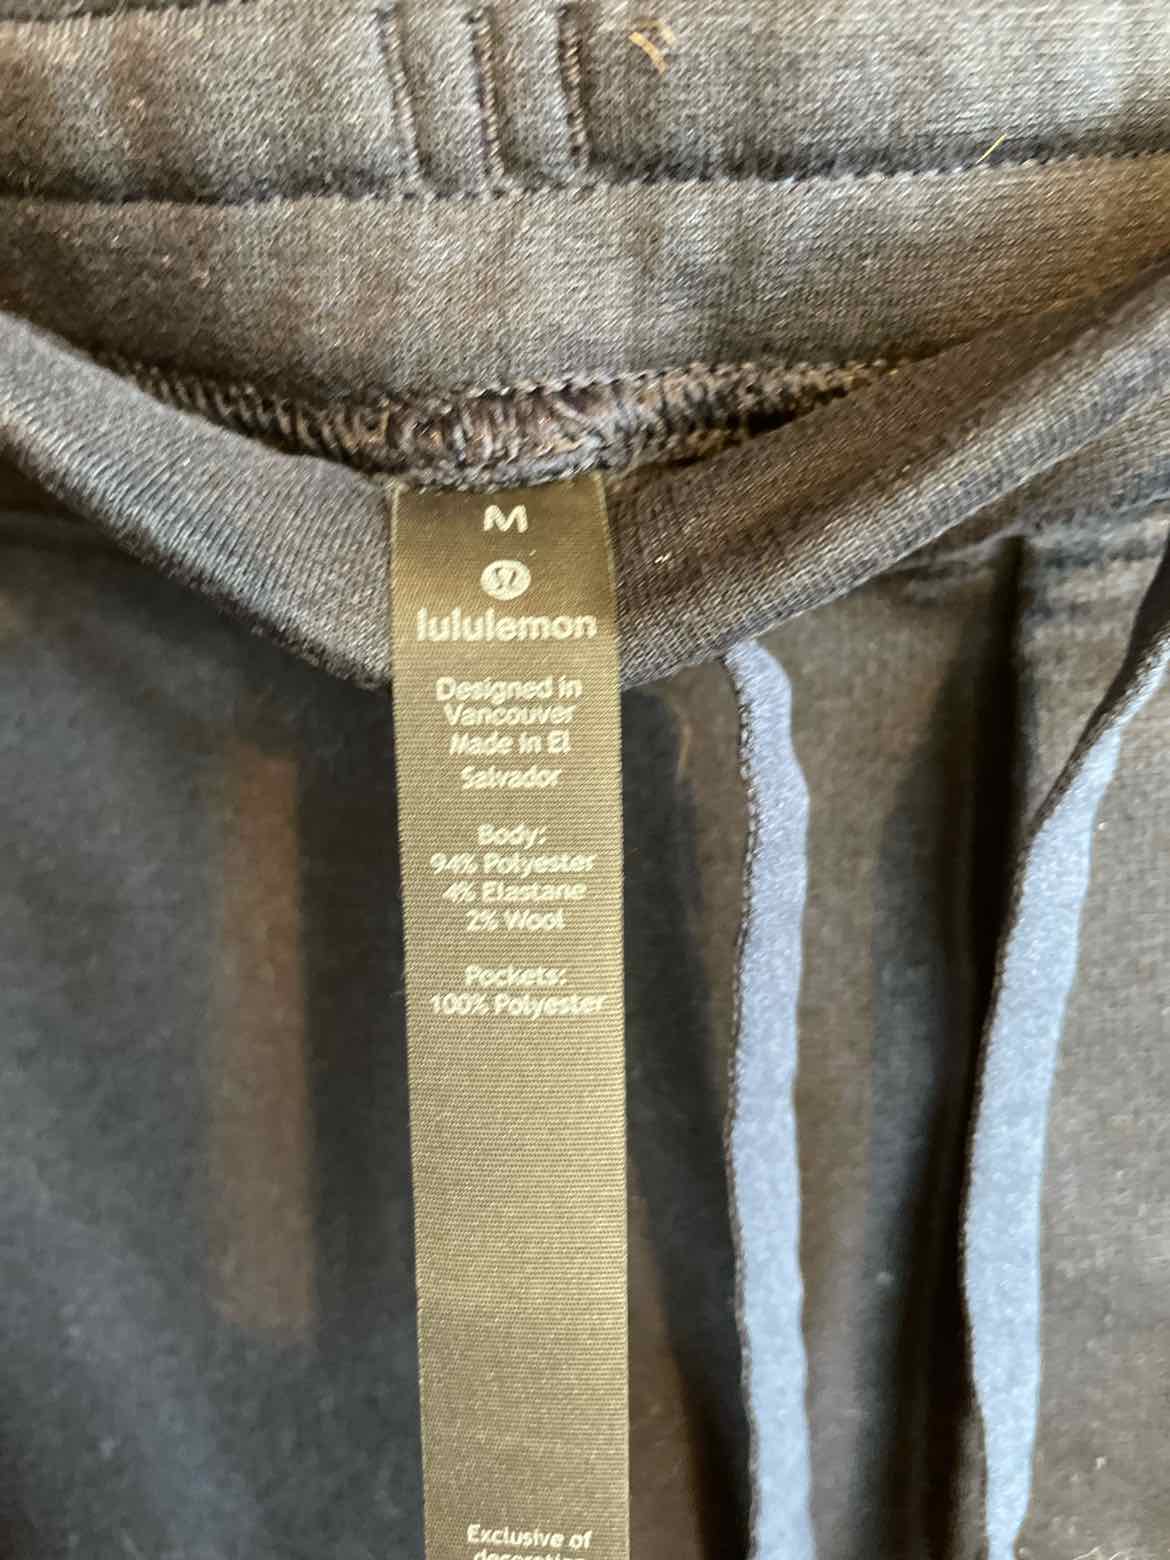 M
lululemon
Designed in
Vancouver
Made in El
Salvador
Body:
94% Polyester
4% Elastane
2% Wool
Pockets:
100% Polyester
Exclusive of
decoration